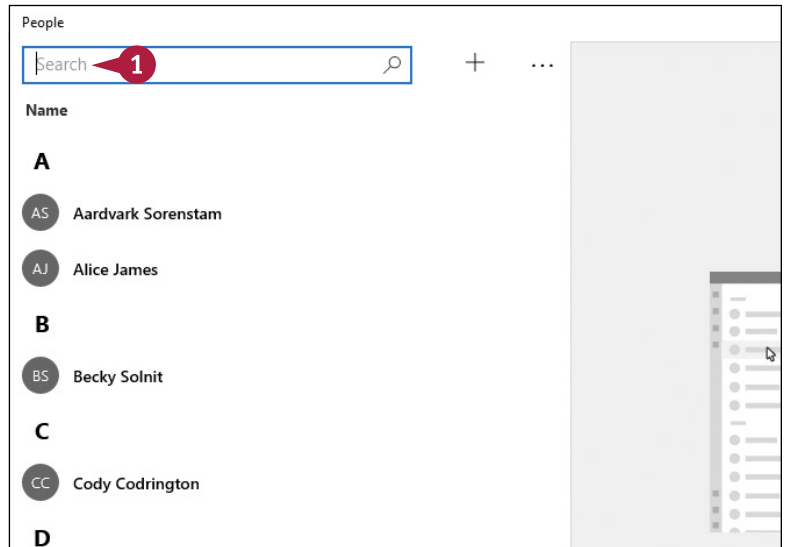 People
Search 1
Name
A
AS Aardvark Sorenstam
AJ Alice James
B
BS Becky Solnit
C
CC Cody Codrington
D